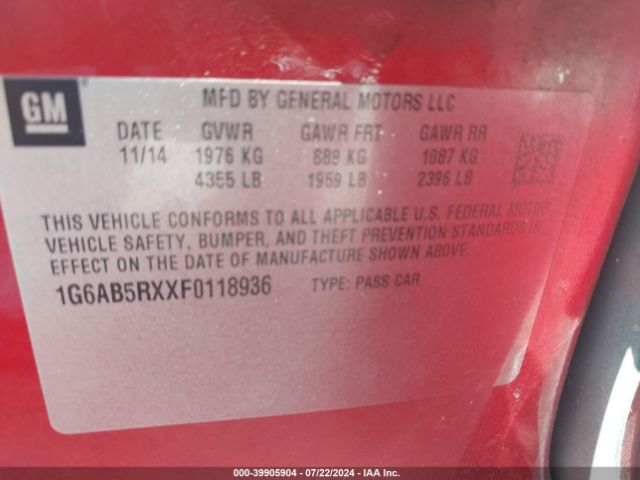 GM
MFD BY GENERAL MOTORS LLC
DATE GVWR GAWR FRT GAWR RR
11/14 1976 KG 889 KG 1087 KG
4355 LB 1959 LB 2396 LB
THIS VEHICLE CONFORMS TO ALL APPLICABLE U.S. FEDERAL MOTOR
VEHICLE SAFETY, BUMPER, AND THEFT PREVENTION STANDARDS IN
EFFECT ON THE DATE OF MANUFACTURE SHOWN ABOVE.
1G6AB5RXXF0118936 TYPE: PASS CAR
000-39905904 - 07/22/2024 - IAA Inc.